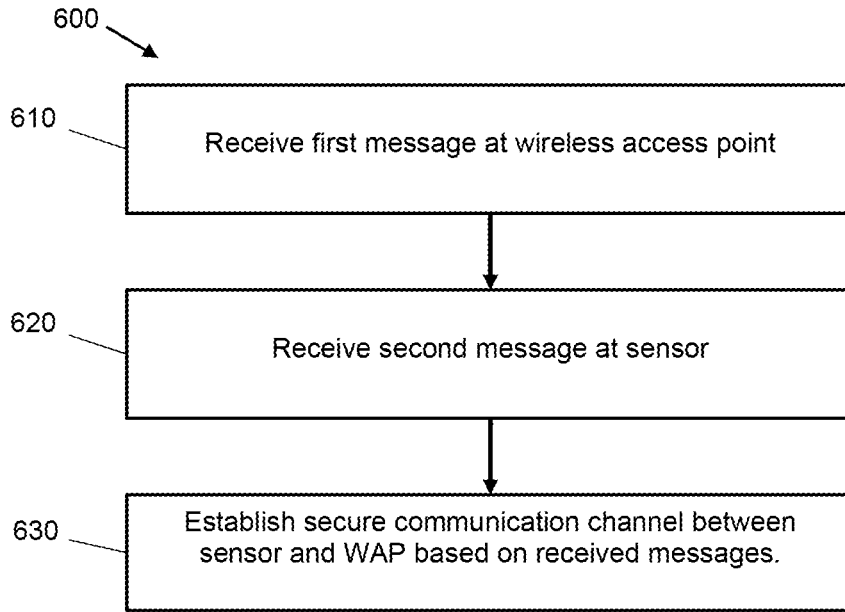 600
610
Receive first message at wireless access point
620
Receive second message at sensor
630
Establish secure communication channel between
sensor and WAP based on received messages.